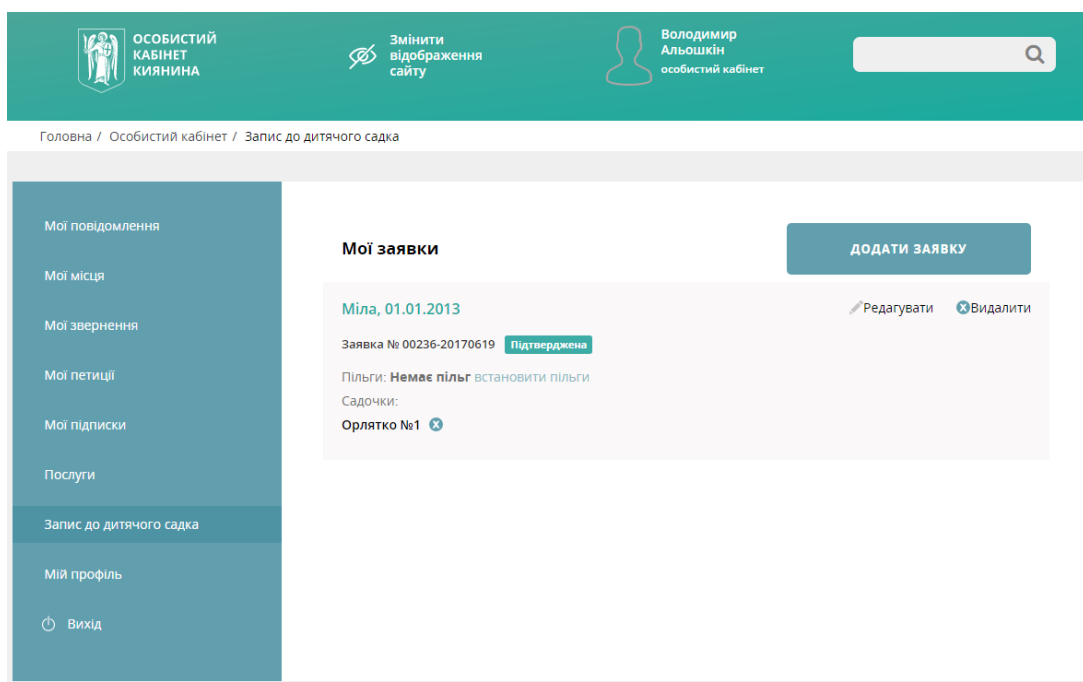 ОСОБИСТИЙ
КАБІНЕТ
КИЯНИНА
Змінити
відображення
сайту
Володимир
Альошкін
особистий кабінет
Головна / Особистий кабінет / Запис до дитячого садка
Мої повідомлення
Мої місця
Мої звернення
Мої петиції
Мої підписки
Послуги
Запис до дитячого садка
Мій профіль
Вихід
Мої заявки
ДОДАТИ ЗАЯВКУ
Міла, 01.01.2013
Редагувати
Видалити
Заявка № 00236-20170619 Підтверджена
Пільги: Немає пільг встановити пільги
Садочки:
Орлятко №1